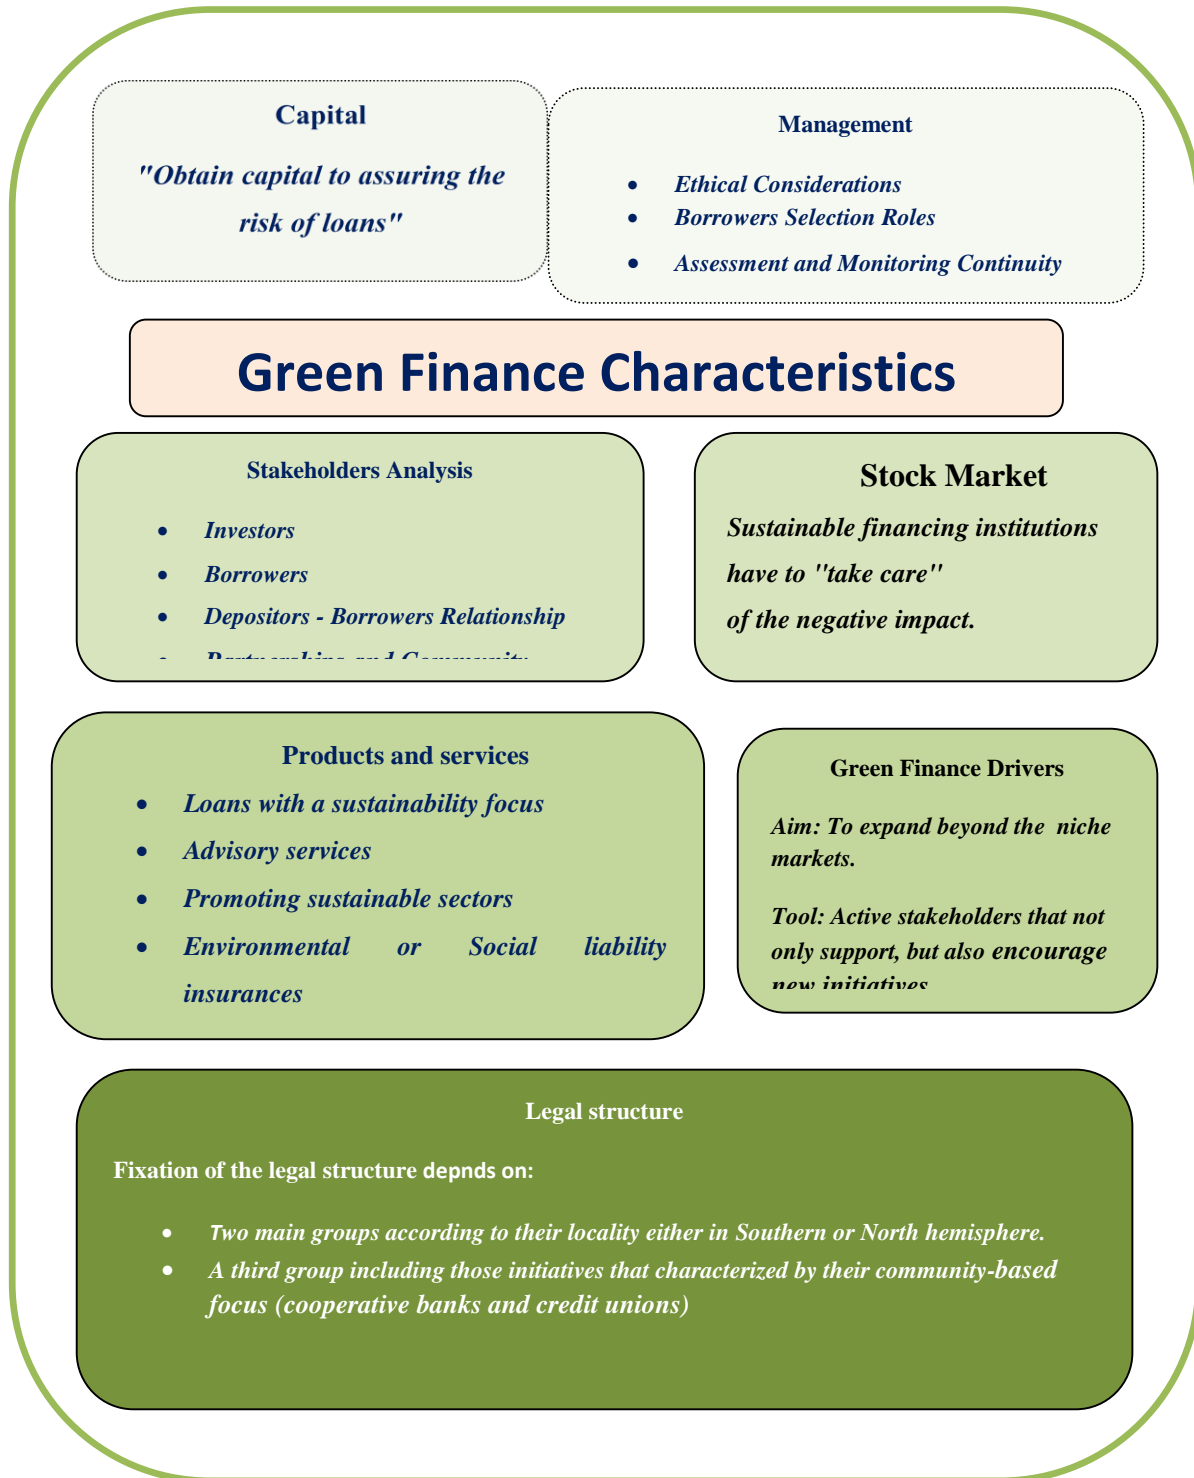 Capital
"Obtain capital to assuring the
risk of loans"
Management
• Ethical Considerations
• Borrowers Selection Roles
• Assessment and Monitoring Continuity
Green Finance Characteristics
Stakeholders Analysis
• Investors
• Borrowers
• Depositors - Borrowers Relationship
• Partnerships and Community
Stock Market
Sustainable financing institutions
have to "take care"
of the negative impact.
Products and services
• Loans with a sustainability focus
• Advisory services
• Promoting sustainable sectors
• Environmental or Social liability
insurances
Green Finance Drivers
Aim: To expand beyond the niche
markets.
Tool: Active stakeholders that not
only support, but also encourage
new initiatives
Legal structure
Fixation of the legal structure depnds on:
• Two main groups according to their locality either in Southern or North hemisphere.
• A third group including those initiatives that characterized by their community-based
focus (cooperative banks and credit unions)